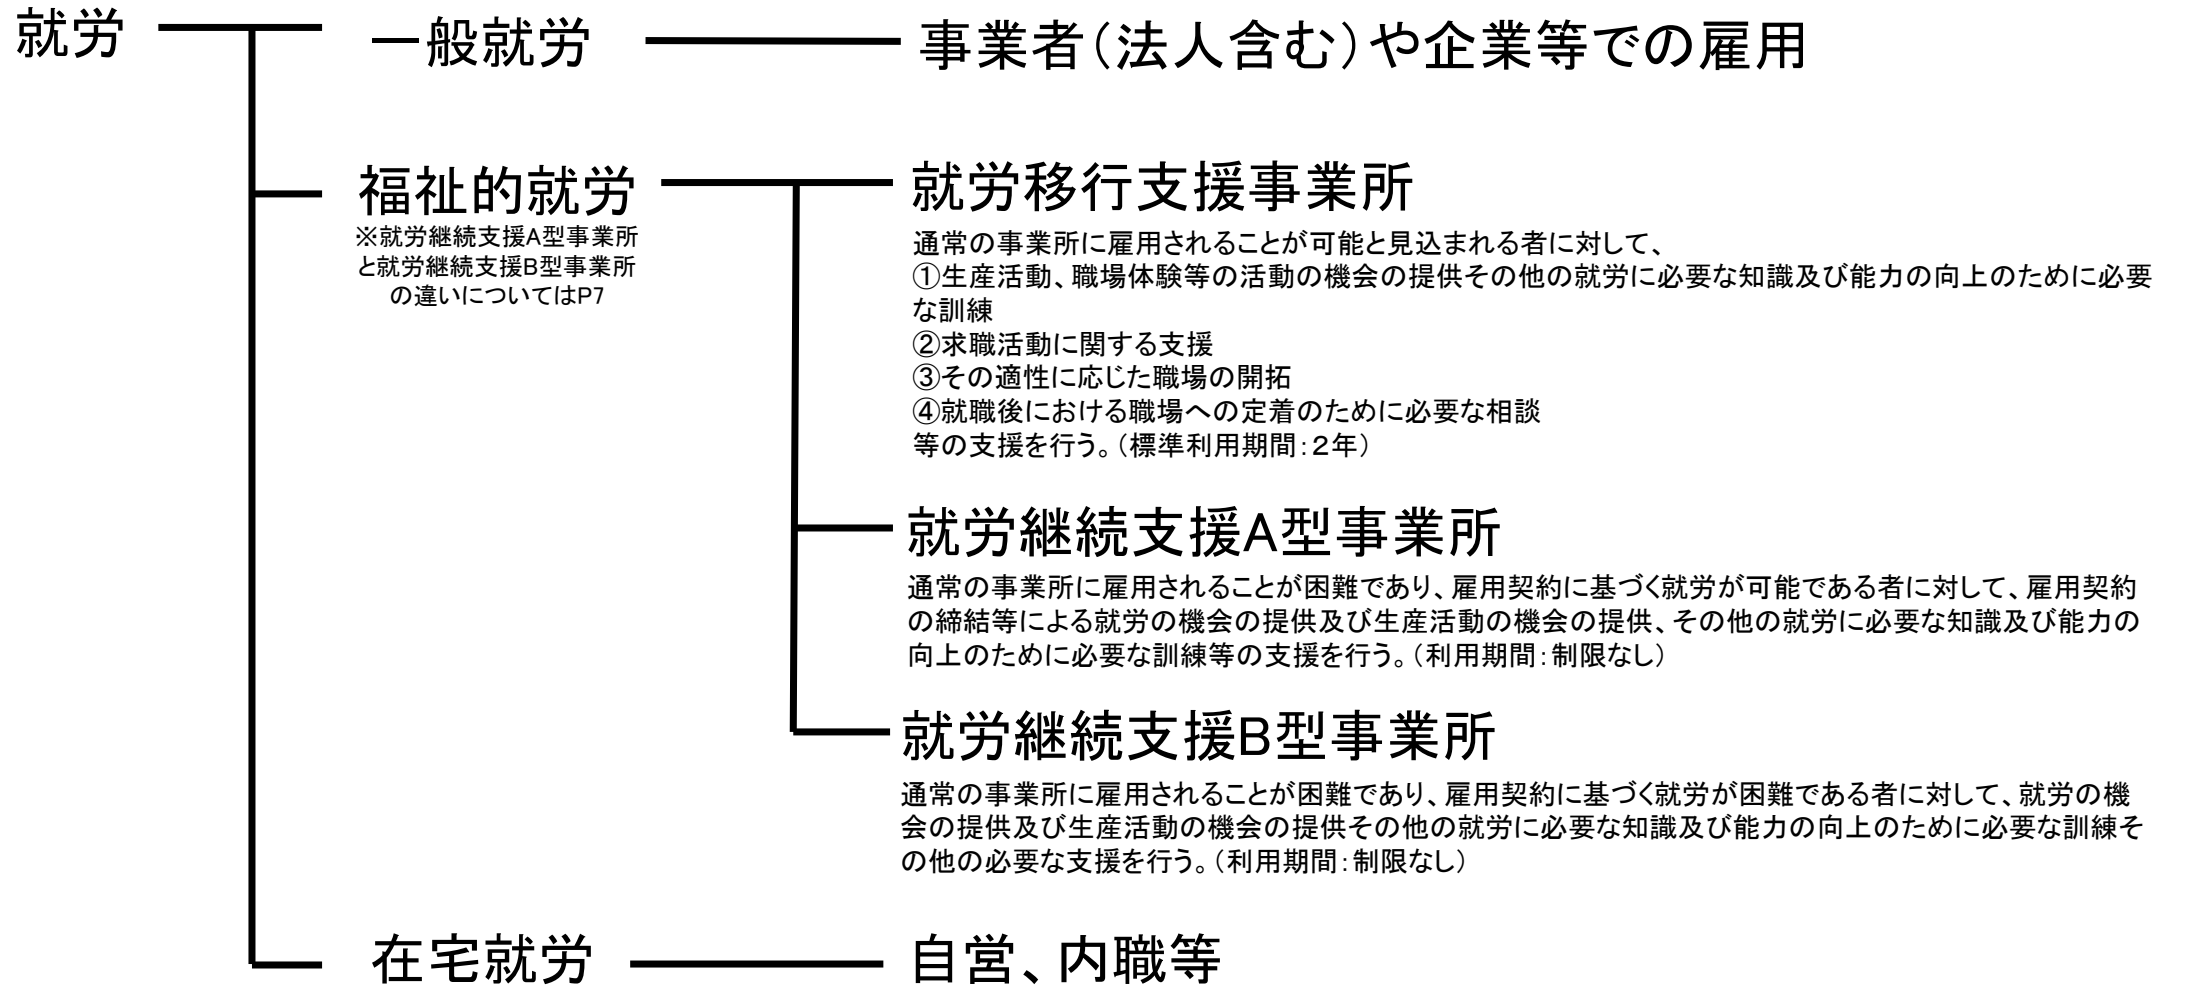 就労
一般就労
事業者（法人含む）や企業等での雇用
福祉的就労
※就労継続支援A型事業所
と就労継続支援B型事業所
の違いについてはP7
就労移行支援事業所
通常の事業所に雇用されることが可能と見込まれる者に対して、
①生産活動、職場体験等の活動の機会の提供その他の就労に必要な知識及び能力の向上のために必要
な訓練
②求職活動に関する支援
③その適性に応じた職場の開拓
④就職後における職場への定着のために必要な相談
等の支援を行う。（標準利用期間：２年）
就労継続支援A型事業所
通常の事業所に雇用されることが困難であり、雇用契約に基づく就労が可能である者に対して、雇用契約
の締結等による就労の機会の提供及び生産活動の機会の提供、その他の就労に必要な知識及び能力の
向上のために必要な訓練等の支援を行う。（利用期間：制限なし）
就労継続支援B型事業所
通常の事業所に雇用されることが困難であり、雇用契約に基づく就労が困難である者に対して、就労の機
会の提供及び生産活動の機会の提供その他の就労に必要な知識及び能力の向上のために必要な訓練そ
の他の必要な支援を行う。（利用期間：制限なし）
在宅就労
自営、内職等